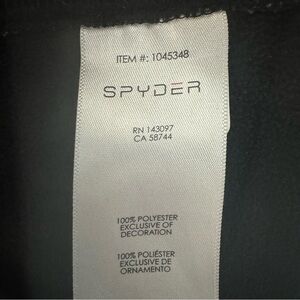 ITEM #: 1045348
SPYDER
RN 143097
CA 58744
100% POLYESTER
EXCLUSIVE OF
DECORATION
100% POLIÉSTER
EXCLUSIVE DE
ORNAMENTO